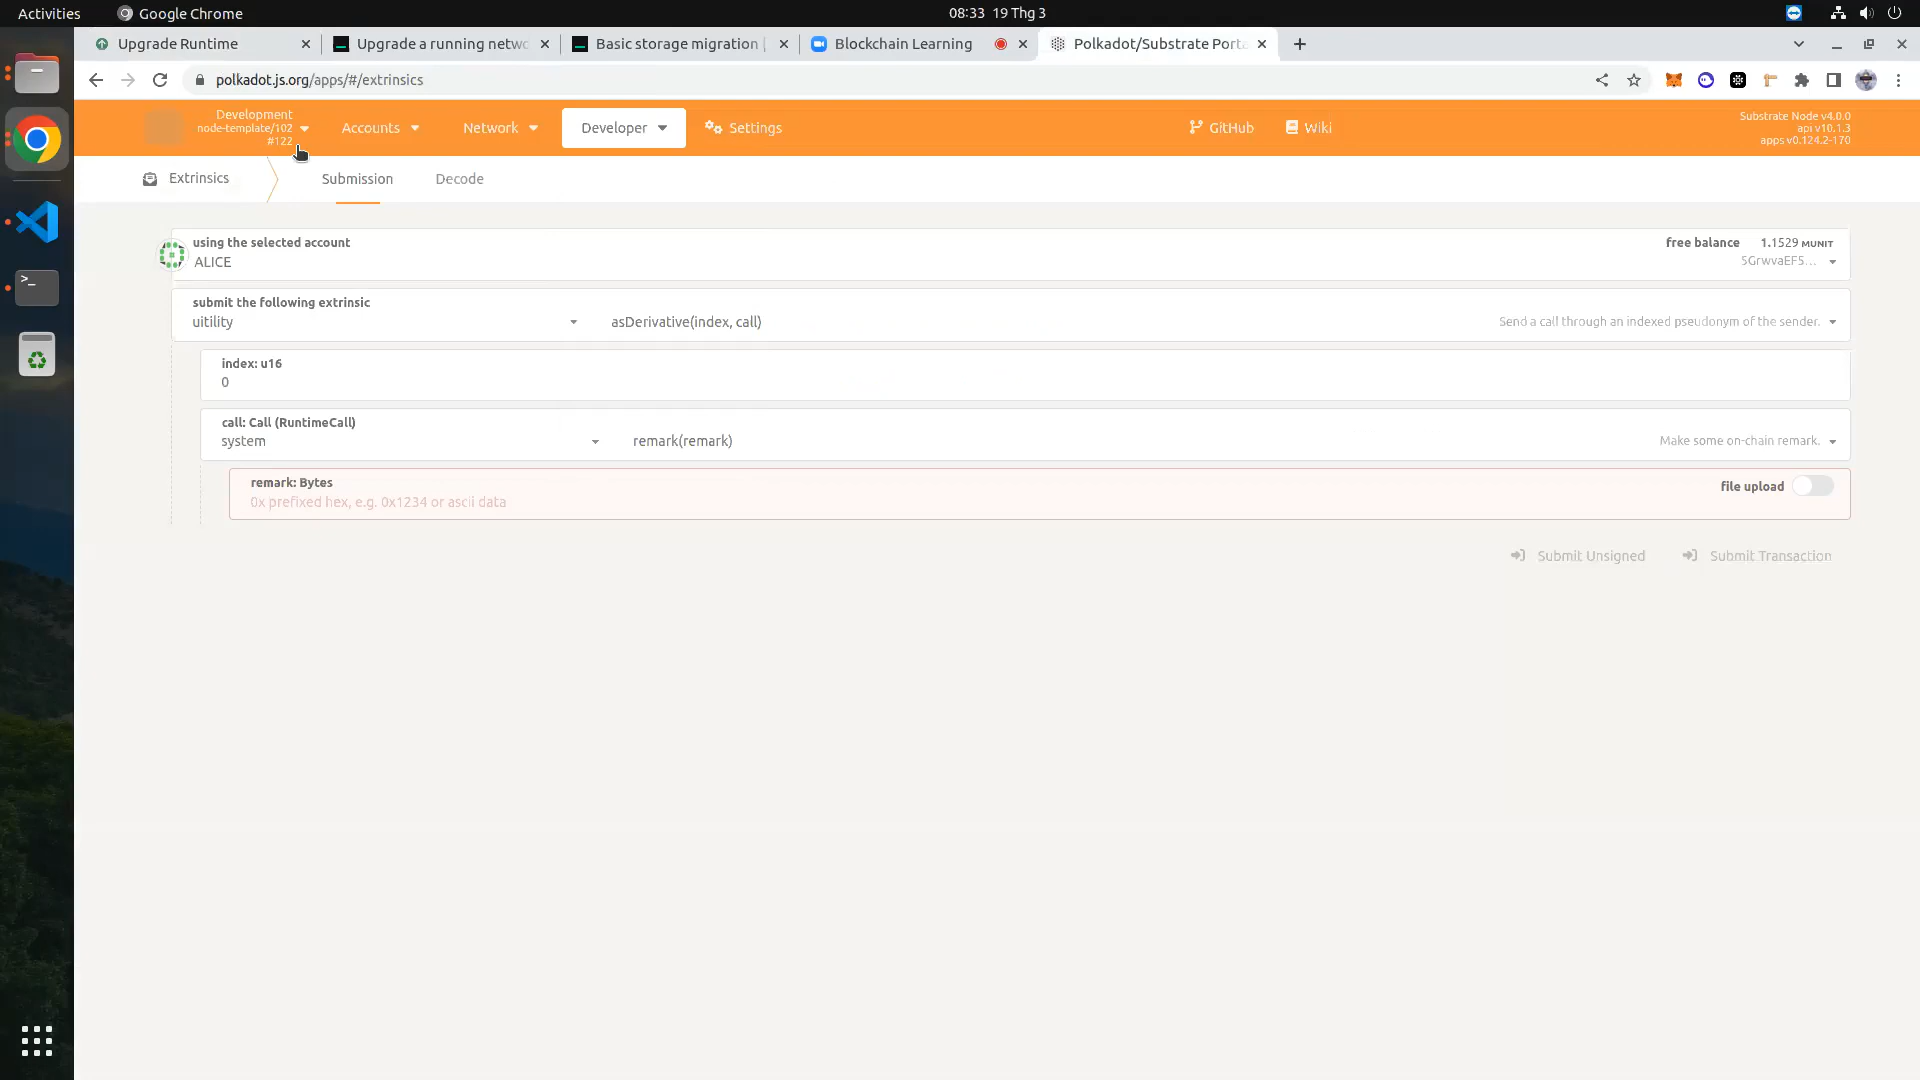 Activities
Google Chrome
08:33 19 Thg 3
Upgrade Runtime
Upgrade a running netwo
Basic storage migration |
Blockchain Learning
Polkadot/Substrate Porta
polkadot.js.org/apps/#/extrinsics
Development
node-template/102
#122
Accounts
Network
Developer
Settings
GitHub
Wiki
Substrate Node v4.0.0
api v10.1.3
apps v0.124.2-170
Extrinsics
Submission
Decode
using the selected account
ALICE
free balance 1.1529 MUNIT
5GrwvaEF5...
submit the following extrinsic
uitility
asDerivative(index, call)
Send a call through an indexed pseudonym of the sender.
index: u16
0
call: Call (RuntimeCall)
system
remark(remark)
Make some on-chain remark.
remark: Bytes
0x prefixed hex, e.g. 0x1234 or ascii data
file upload
Submit Unsigned
Submit Transaction